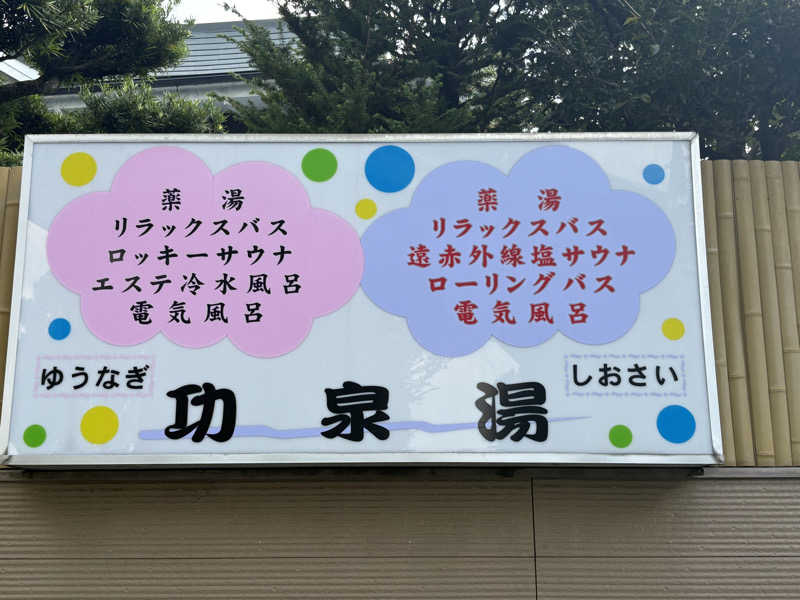 薬湯
リラックスバス
ロッキーサウナ
エステ冷水風呂
電気風呂
薬湯
リラックスバス
遠赤外線塩サウナ
ローリングバス
電気風呂
ゆうなぎ
しおさい
功泉湯